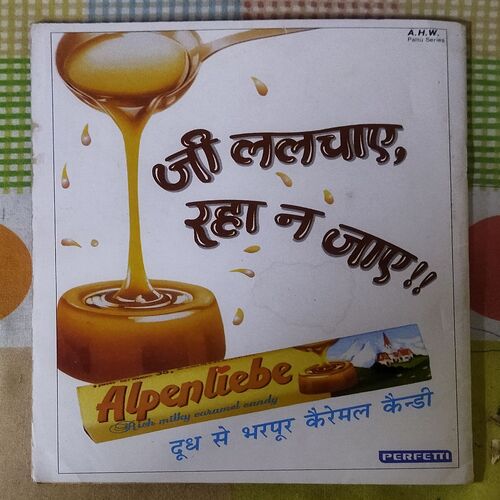 A.H.W.
Paltu Series
जी ललचाए,
रहा न जाए!!
Alpenliebe
Rich milky caramel candy
दूध से भरपूर कैरेमल कैन्डी
PERFETTI